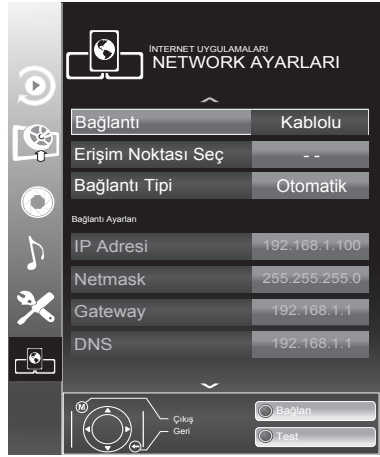 İNTERNET UYGULAMALARI
NETWORK AYARLARI
Bağlantı Kablolu
Erişim Noktası Seç - -
Bağlantı Tipi Otomatik
Bağlantı Ayarları
IP Adresi 192.168.1.100
Netmask 255.255.255.0
Gateway 192.168.1.1
DNS 192.168.1.1
M
Çıkış
Geri
Bağlan
Test